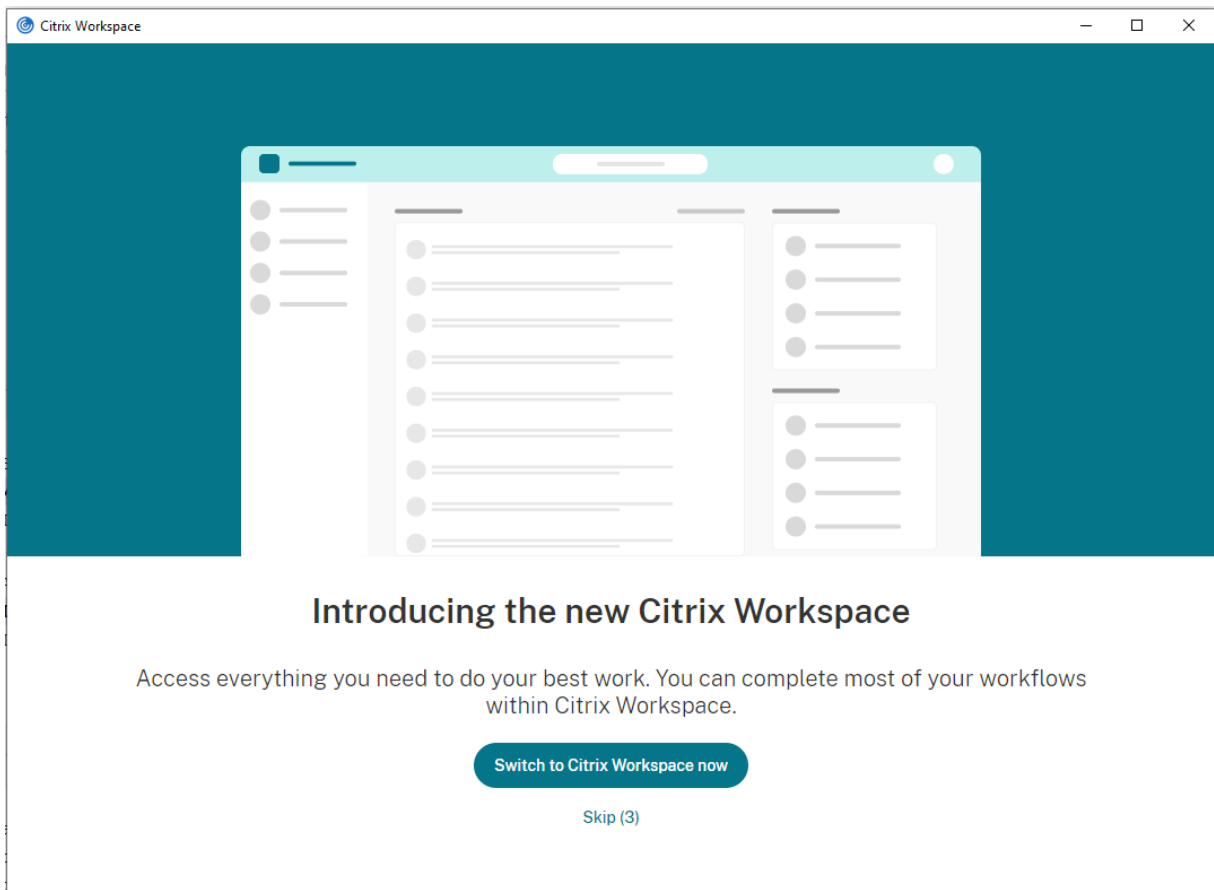 Citrix Workspace
Introducing the new Citrix Workspace
Access everything you need to do your best work. You can complete most of your workflows
within Citrix Workspace.
Switch to Citrix Workspace now
Skip (3)